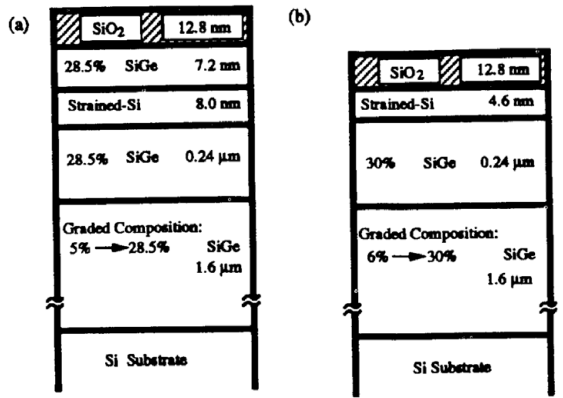 (a)
SiO2 12.8 nm
28.5% SiGe 7.2 nm
Strained-Si 8.0 nm
28.5% SiGe 0.24 μm
Graded Composition:
5% → 28.5% SiGe
1.6 μm
Si Substrate
(b)
SiO2 12.8 nm
Strained-Si 4.6 nm
30% SiGe 0.24 μm
Graded Composition:
6% → 30% SiGe
1.6 μm
Si Substrate